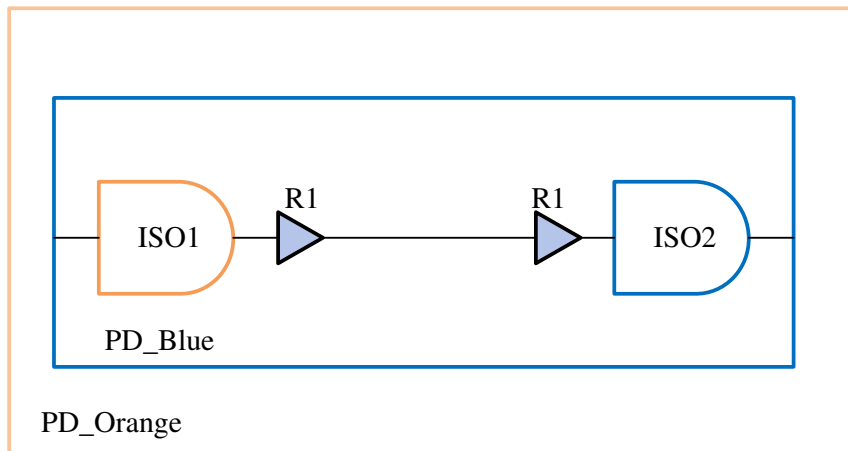 R1
R1
ISO1
ISO2
PD_Blue
PD_Orange